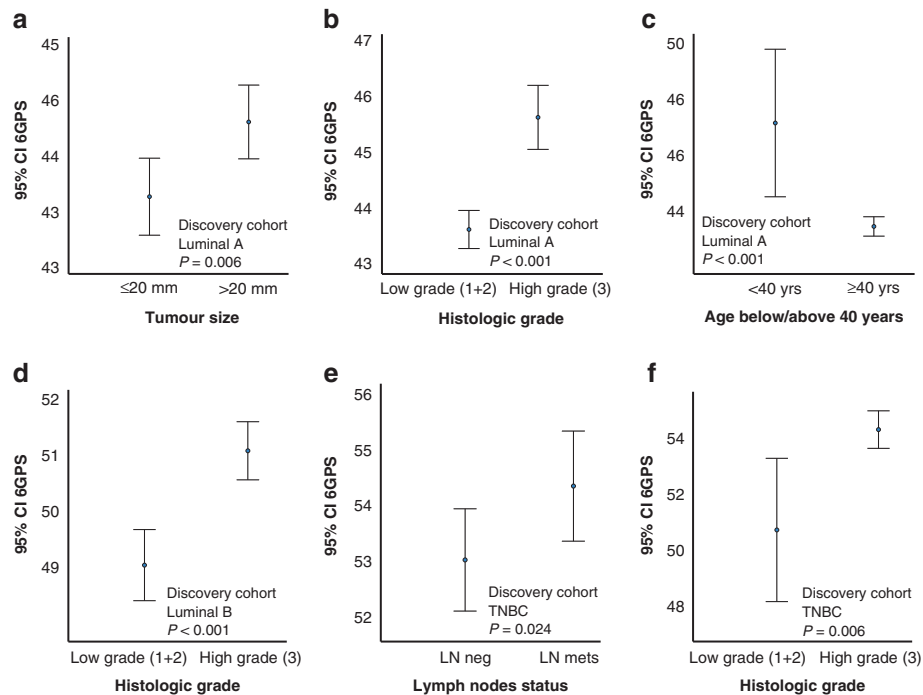 a
45
46
44
43
43
95% CI 6GPS
Discovery cohort
Luminal A
P = 0.006
≤20 mm >20 mm
Tumour size
b
47
46
45
44
43
95% CI 6GPS
Discovery cohort
Luminal A
P < 0.001
Low grade (1+2) High grade (3)
Histologic grade
c
50
46
46
44
95% CI 6GPS
Discovery cohort
Luminal A
P < 0.001
<40 yrs ≥40 yrs
Age below/above 40 years
d
52
51
50
49
95% CI 6GPS
Discovery cohort
Luminal B
P < 0.001
Low grade (1+2) High grade (3)
Histologic grade
e
56
55
54
53
52
95% CI 6GPS
Discovery cohort
TNBC
P = 0.024
LN neg LN mets
Lymph nodes status
f
54
52
50
48
95% CI 6GPS
Discovery cohort
TNBC
P = 0.006
Low grade (1+2) High grade (3)
Histologic grade